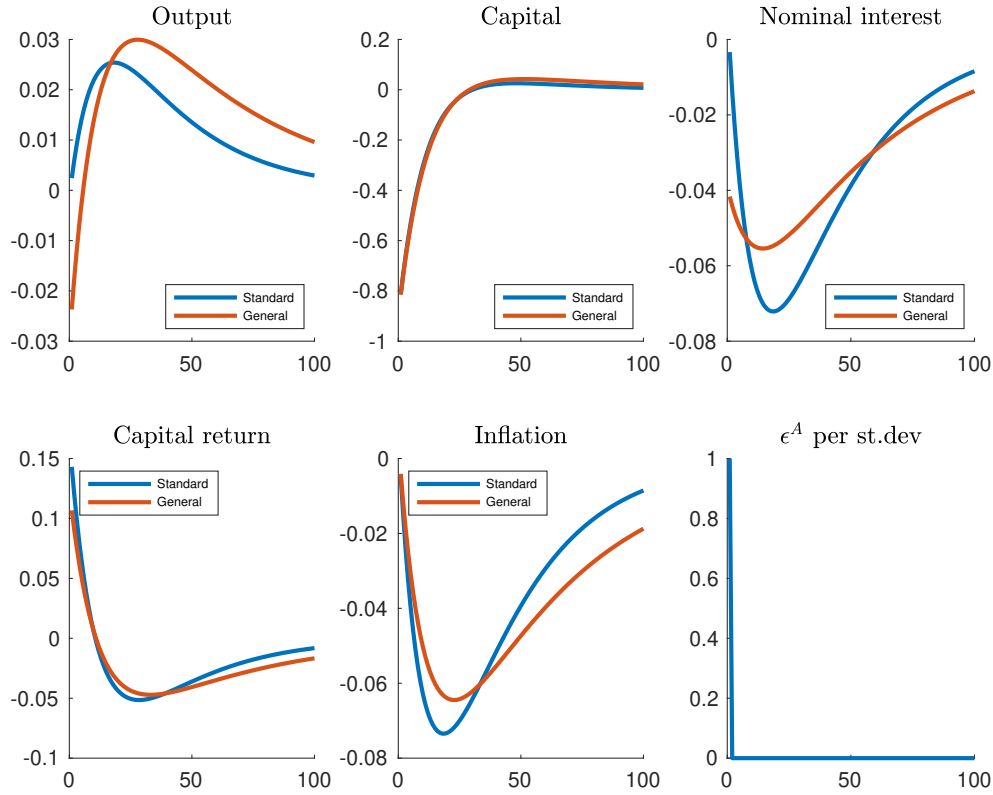 Output
0.03
0.02
0.01
0
-0.01
-0.02
-0.03
Standard
General
0 50 100
Capital
0.2
0
-0.2
-0.4
-0.6
-0.8
-1
Standard
General
0 50 100
Nominal interest
0
-0.02
-0.04
-0.06
-0.08
Standard
General
0 50 100
Capital return
0.15
0.1
0.05
0
-0.05
-0.1
Standard
General
0 50 100
Inflation
0
-0.02
-0.04
-0.06
-0.08
Standard
General
0 50 100
ϵ^A per st.dev
1
0.8
0.6
0.4
0.2
0
0 50 100